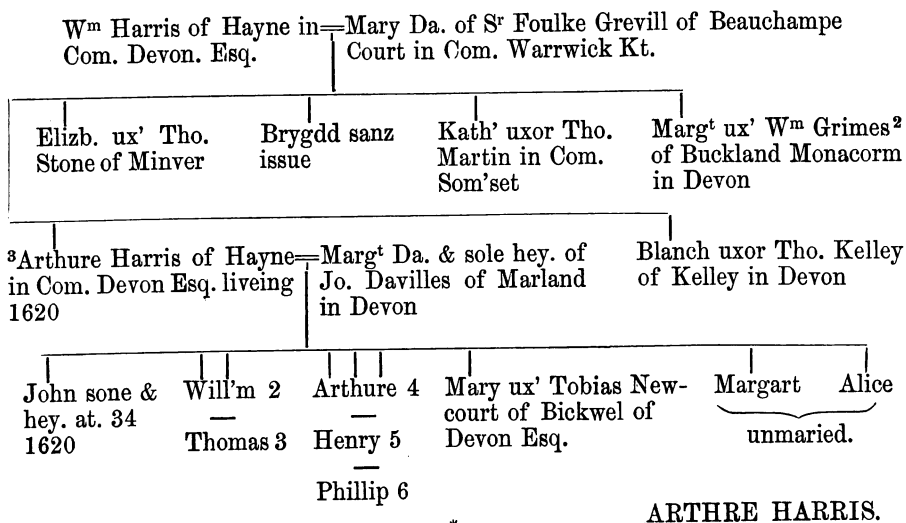 Wᵐ Harris of Hayne in═Mary Da. of Sʳ Foulke Grevill of Beauchampe
Com. Devon. Esq. Court in Com. Warrwick Kt.
Elizb. ux' Tho.
Stone of Minver
Brygdd sanz
issue
Kath' uxor Tho.
Martin in Com.
Som'set
Margᵗ ux' Wᵐ Grimes²
of Buckland Monacorm
in Devon
³Arthure Harris of Hayne═Margᵗ Da. & sole hey. of
in Com. Devon Esq. liveing Jo. Davilles of Marland
1620 in Devon
Blanch uxor Tho. Kelley
of Kelley in Devon
John sone &
hey. at. 34
1620
Will'm 2
—
Thomas 3
Arthure 4
—
Henry 5
—
Phillip 6
Mary ux' Tobias New-
court of Bickwel of
Devon Esq.
Margart Alice
unmaried.
ARTHRE HARRIS.